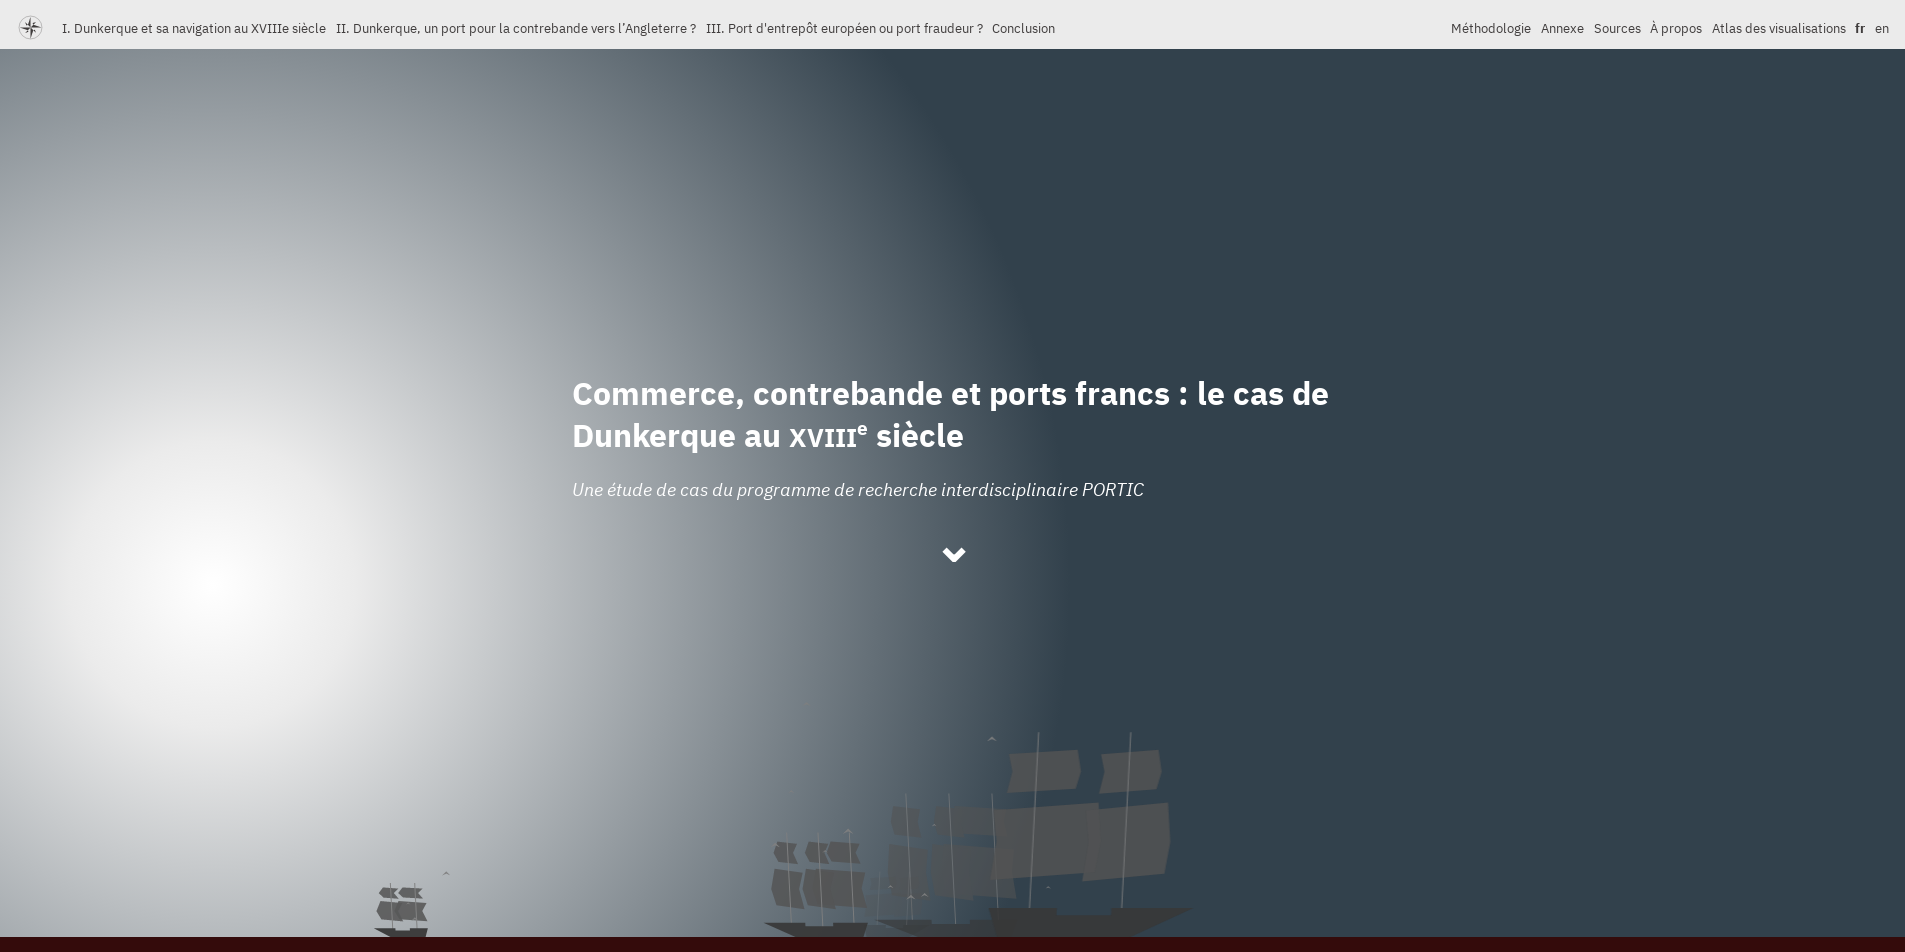 I. Dunkerque et sa navigation au XVIIIe siècle II. Dunkerque, un port pour la contrebande vers l’Angleterre ? III. Port d'entrepôt européen ou port fraudeur ? Conclusion Méthodologie Annexe Sources À propos Atlas des visualisations fr en
Commerce, contrebande et ports francs : le cas de
Dunkerque au XVIIIe siècle
Une étude de cas du programme de recherche interdisciplinaire PORTIC